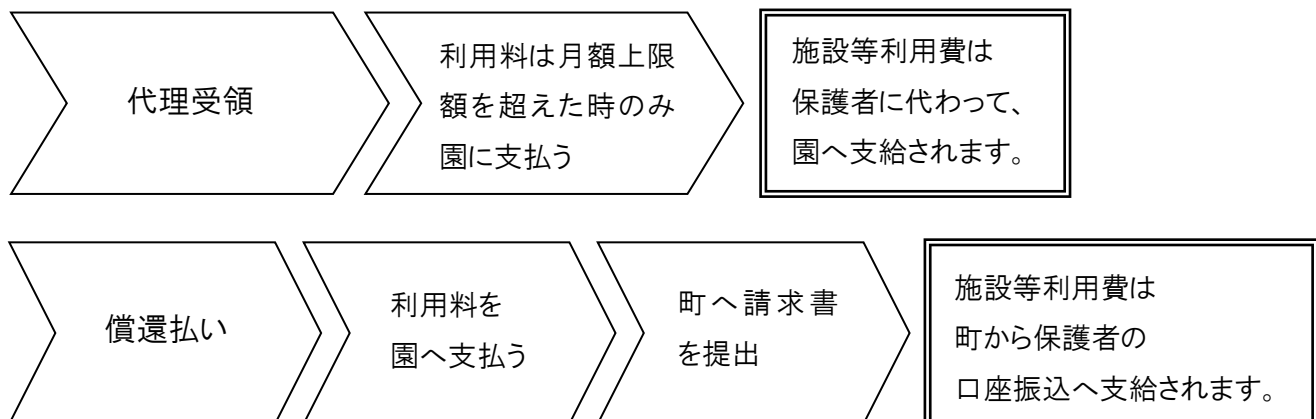 代理受領
利用料は月額上限
額を超えた時のみ
園に支払う
施設等利用費は
保護者に代わって、
園へ支給されます。
償還払い
利用料を
園へ支払う
町へ請求書
を提出
施設等利用費は
町から保護者の
口座振込へ支給されます。